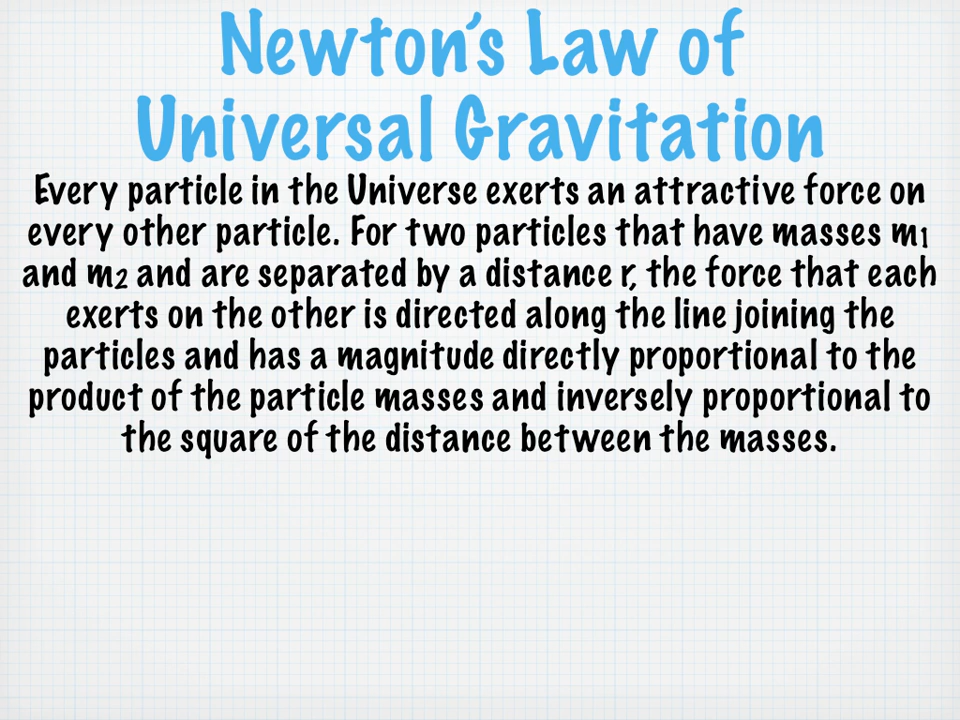 Newton's Law of
Universal Gravitation
Every particle in the Universe exerts an attractive force on
every other particle. For two particles that have masses m₁
and m₂ and are separated by a distance r, the force that each
exerts on the other is directed along the line joining the
particles and has a magnitude directly proportional to the
product of the particle masses and inversely proportional to
the square of the distance between the masses.